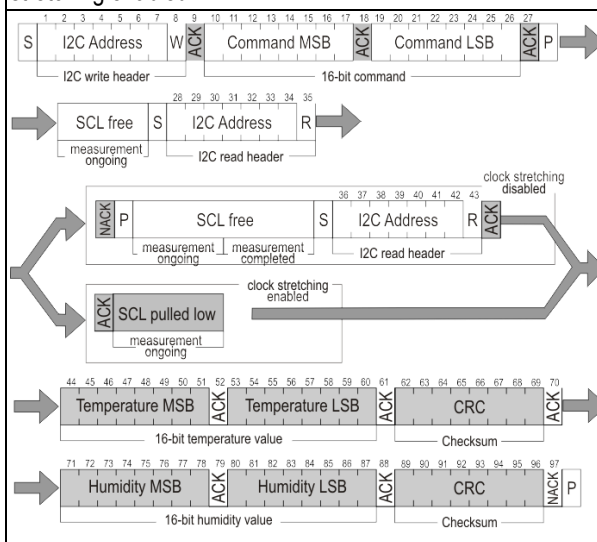 1 2 3 4 5 6 7 8 9 10 11 12 13 14 15 16 17 18 19 20 21 22 23 24 25 26 27
S I2C Address W ACK Command MSB ACK Command LSB ACK P
I2C write header 16-bit command
28 29 30 31 32 33 34 35
SCL free S I2C Address R
measurement ongoing I2C read header
clock stretching disabled
36 37 38 39 40 41 42 43
NACK P SCL free S I2C Address R ACK
measurement ongoing measurement completed I2C read header
clock stretching enabled
ACK SCL pulled low
measurement ongoing
44 45 46 47 48 49 50 51 52 53 54 55 56 57 58 59 60 61 62 63 64 65 66 67 68 69 70
Temperature MSB ACK Temperature LSB ACK CRC ACK
16-bit temperature value Checksum
71 72 73 74 75 76 77 78 79 80 81 82 83 84 85 86 87 88 89 90 91 92 93 94 95 96 97
Humidity MSB ACK Humidity LSB ACK CRC NACK P
16-bit humidity value Checksum